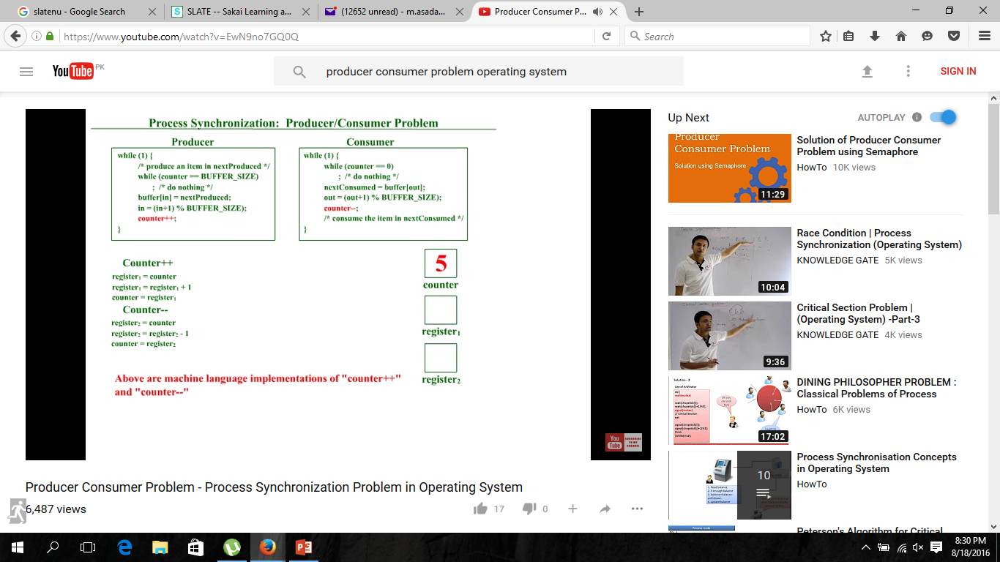 slatenu - Google Search
SLATE -- Sakai Learning a...
(12652 unread) - m.asada...
Producer Consumer P...
https://www.youtube.com/watch?v=EwN9no7GQ0Q
Search
YouTube PK
producer consumer problem operating system
SIGN IN
Process Synchronization: Producer/Consumer Problem
Producer
while (1) {
/* produce an item in nextProduced */
while (counter == BUFFER_SIZE)
; /* do nothing */
buffer[in] = nextProduced;
in = (in+1) % BUFFER_SIZE);
counter++;
}
Consumer
while (1) {
while (counter == 0)
; /* do nothing */
nextConsumed = buffer[out];
out = (out+1) % BUFFER_SIZE);
counter--;
/* consume the item in nextConsumed */
}
Counter++
register1 = counter
register1 = register1 + 1
counter = register1
Counter--
register2 = counter
register2 = register2 - 1
counter = register2
5
counter
register1
register2
Above are machine language implementations of "counter++"
and "counter--"
You
Tube
Producer Consumer Problem - Process Synchronization Problem in Operating System
6,487 views
17
0
Up Next
AUTOPLAY
Producer
Consumer Problem
Solution using Semaphore
11:29
Solution of Producer Consumer
Problem using Semaphore
HowTo 10K views
10:04
Race Condition | Process
Synchronization (Operating System)
KNOWLEDGE GATE 5K views
9:36
Critical Section Problem |
(Operating System) -Part-3
KNOWLEDGE GATE 4K views
Solution - 3
17:02
DINING PHILOSOPHER PROBLEM :
Classical Problems of Process
HowTo 6K views
10
Process Synchronisation Concepts
in Operating System
HowTo
Peterson's Algorithm for Critical
8:30 PM
8/18/2016